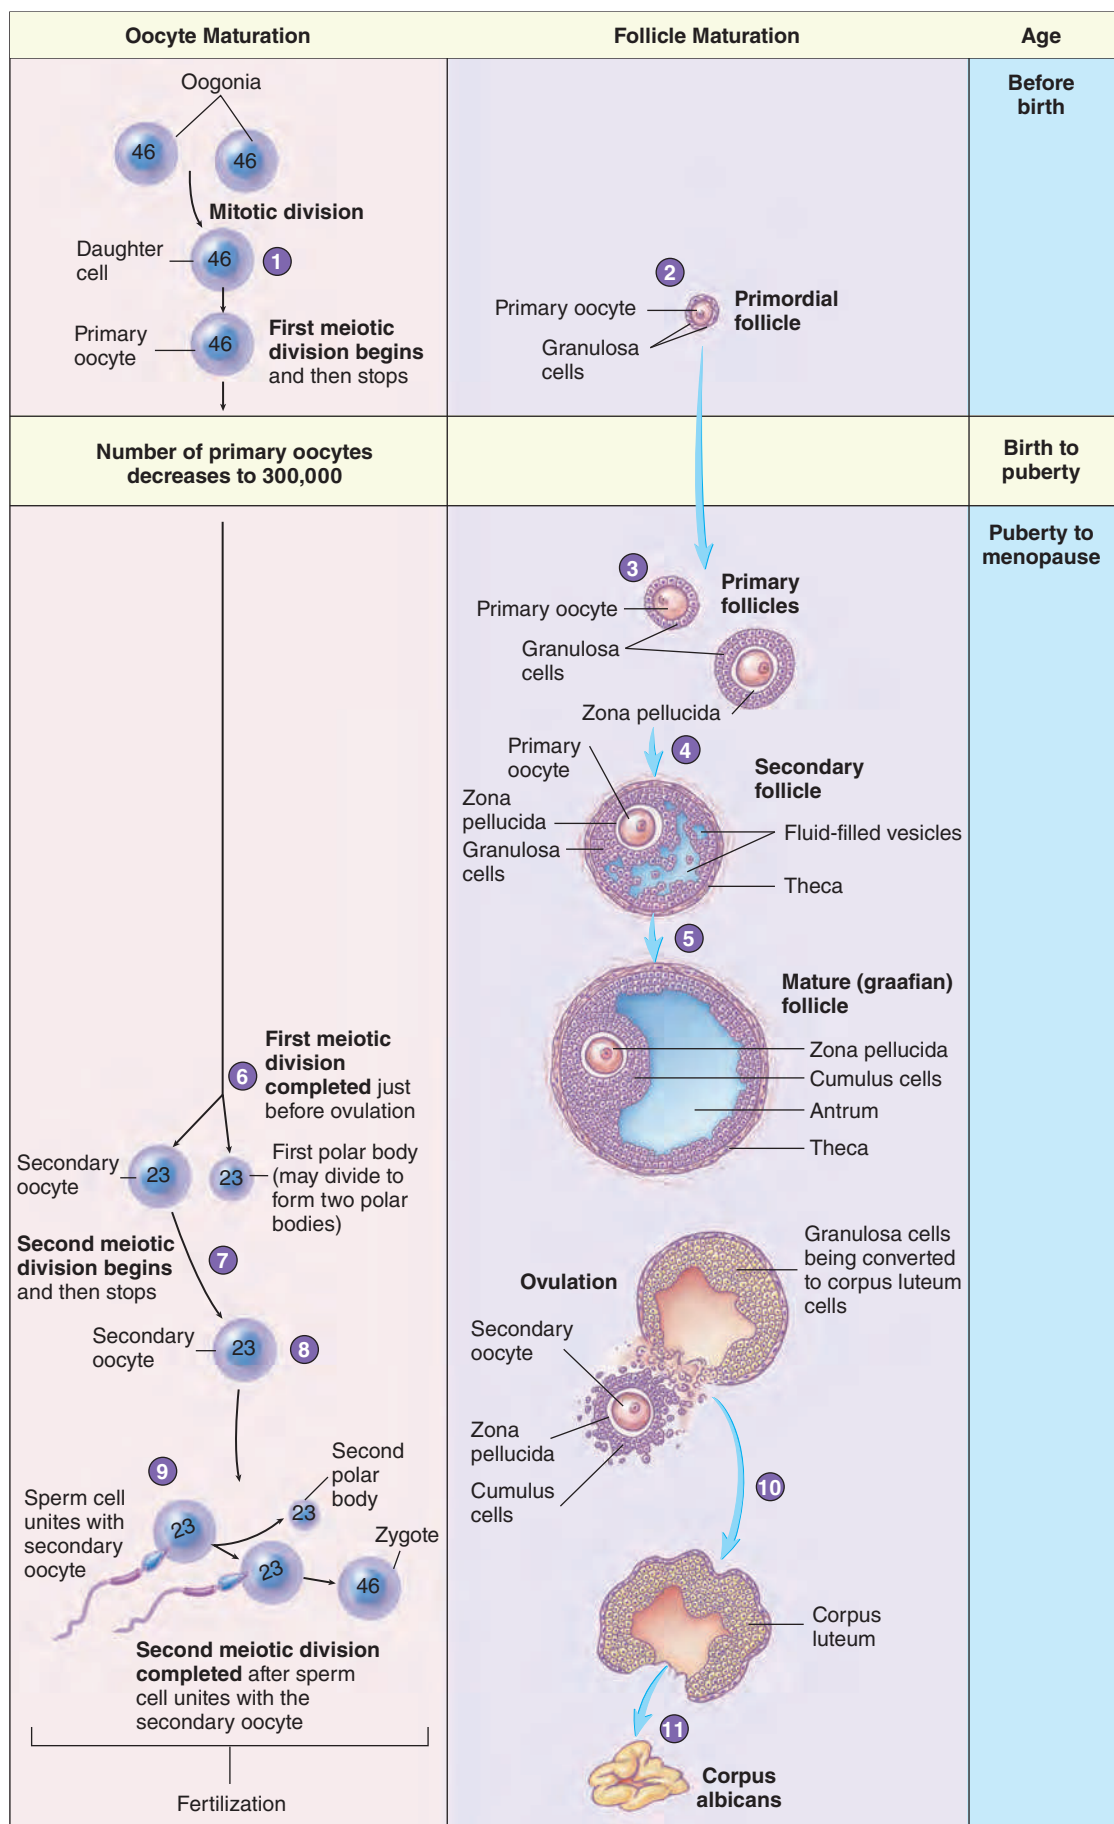 Oocyte Maturation
Follicle Maturation
Age
Oogonia
46
46
Mitotic division
Daughter
cell
46
1
Primary
oocyte
46
First meiotic
division begins
and then stops
2
Primary oocyte
Granulosa
cells
Primordial
follicle
Before
birth
Number of primary oocytes
decreases to 300,000
Birth to
puberty
Puberty to
menopause
3
Primary
follicles
Primary oocyte
Granulosa
cells
Zona pellucida
4
Primary
oocyte
Secondary
follicle
Zona
pellucida
Granulosa
cells
Fluid-filled vesicles
Theca
5
Mature (graafian)
follicle
Zona pellucida
Cumulus cells
Antrum
Theca
6
First meiotic
division
completed just
before ovulation
Secondary
oocyte
23
23
First polar body
(may divide to
form two polar
bodies)
Second meiotic
division begins
and then stops
7
Secondary
oocyte
23
8
Ovulation
Granulosa cells
being converted
to corpus luteum
cells
Secondary
oocyte
Zona
pellucida
Cumulus
cells
10
9
Sperm cell
unites with
secondary
oocyte
23
23
Second
polar
body
23
Zygote
46
Second meiotic division
completed after sperm
cell unites with the
secondary oocyte
Fertilization
Corpus
luteum
11
Corpus
albicans